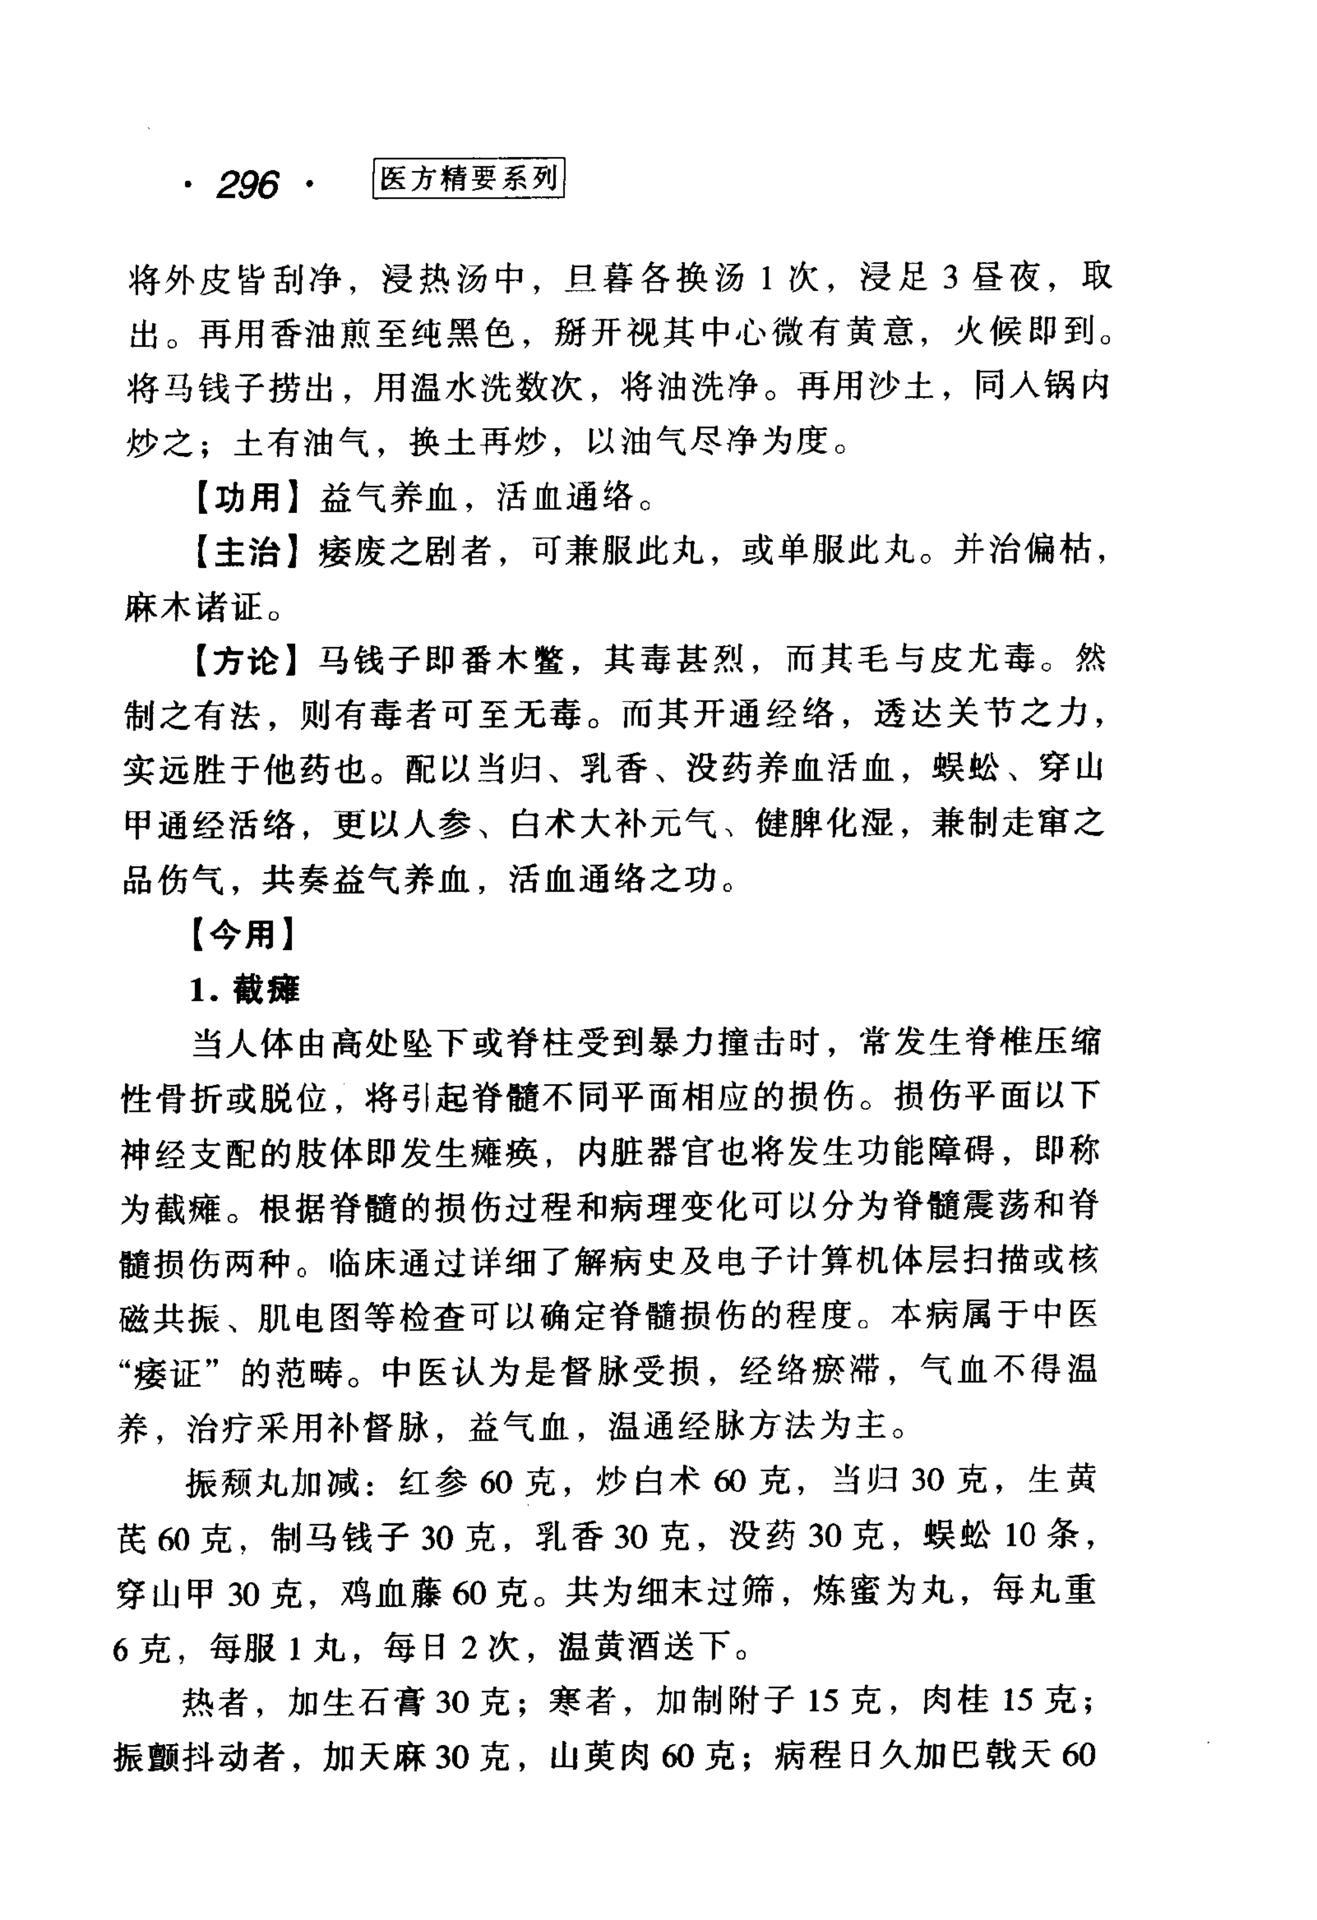 · 296 · 医方精要系列
将外皮皆刮净，浸热汤中，旦暮各换汤 1 次，浸足 3 昼夜，取
出。再用香油煎至纯黑色，掰开视其中心微有黄意，火候即到。
将马钱子捞出，用温水洗数次，将油洗净。再用沙土，同入锅内
炒之；土有油气，换土再炒，以油气尽净为度。
【功用】益气养血，活血通络。
【主治】痿废之剧者，可兼服此丸，或单服此丸。并治偏枯，
麻木诸证。
【方论】马钱子即番木鳖，其毒甚烈，而其毛与皮尤毒。然
制之有法，则有毒者可至无毒。而其开通经络，透达关节之力，
实远胜于他药也。配以当归、乳香、没药养血活血，蜈蚣、穿山
甲通经活络，更以人参、白术大补元气、健脾化湿，兼制走窜之
品伤气，共奏益气养血，活血通络之功。
【今用】
1. 截瘫
当人体由高处坠下或脊柱受到暴力撞击时，常发生脊椎压缩
性骨折或脱位，将引起脊髓不同平面相应的损伤。损伤平面以下
神经支配的肢体即发生瘫痪，内脏器官也将发生功能障碍，即称
为截瘫。根据脊髓的损伤过程和病理变化可以分为脊髓震荡和脊
髓损伤两种。临床通过详细了解病史及电子计算机体层扫描或核
磁共振、肌电图等检查可以确定脊髓损伤的程度。本病属于中医
“痿证”的范畴。中医认为是督脉受损，经络瘀滞，气血不得温
养，治疗采用补督脉，益气血，温通经脉方法为主。
振颓丸加减：红参 60 克，炒白术 60 克，当归 30 克，生黄
芪 60 克，制马钱子 30 克，乳香 30 克，没药 30 克，蜈蚣 10 条，
穿山甲 30 克，鸡血藤 60 克。共为细末过筛，炼蜜为丸，每丸重
6 克，每服 1 丸，每日 2 次，温黄酒送下。
热者，加生石膏 30 克；寒者，加制附子 15 克，肉桂 15 克；
振颤抖动者，加天麻 30 克，山萸肉 60 克；病程日久加巴戟天 60